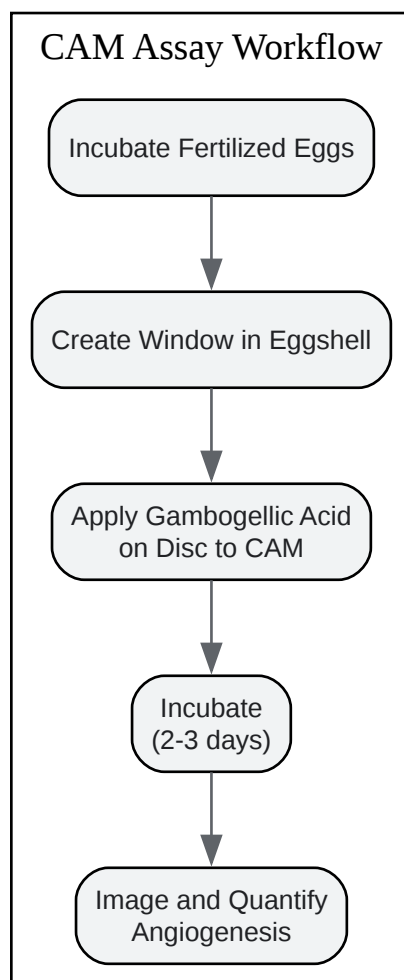 CAM Assay Workflow
Incubate Fertilized Eggs
Create Window in Eggshell
Apply Gambogellic Acid
on Disc to CAM
Incubate
(2-3 days)
Image and Quantify
Angiogenesis